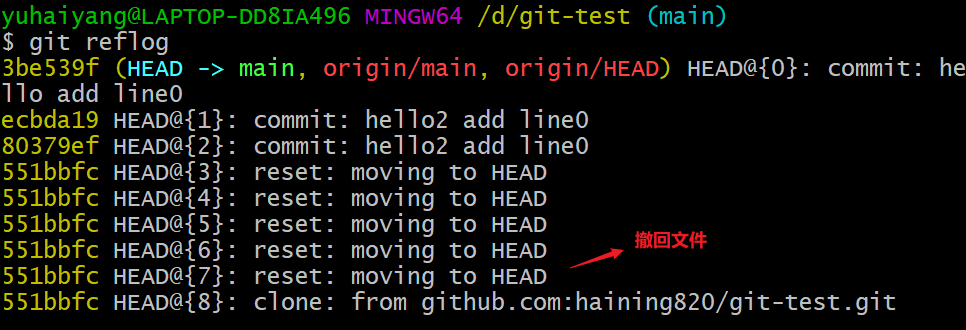 yuhaiyang@LAPTOP-DD8IA496 MINGW64 /d/git-test (main)
$ git reflog
3be539f (HEAD -> main, origin/main, origin/HEAD) HEAD@{0}: commit: he
llo add line0
ecbda19 HEAD@{1}: commit: hello2 add line0
80379ef HEAD@{2}: commit: hello2 add line0
551bbfc HEAD@{3}: reset: moving to HEAD
551bbfc HEAD@{4}: reset: moving to HEAD
551bbfc HEAD@{5}: reset: moving to HEAD
撤回文件
551bbfc HEAD@{6}: reset: moving to HEAD
551bbfc HEAD@{7}: reset: moving to HEAD
551bbfc HEAD@{8}: clone: from github.com:haining820/git-test.git